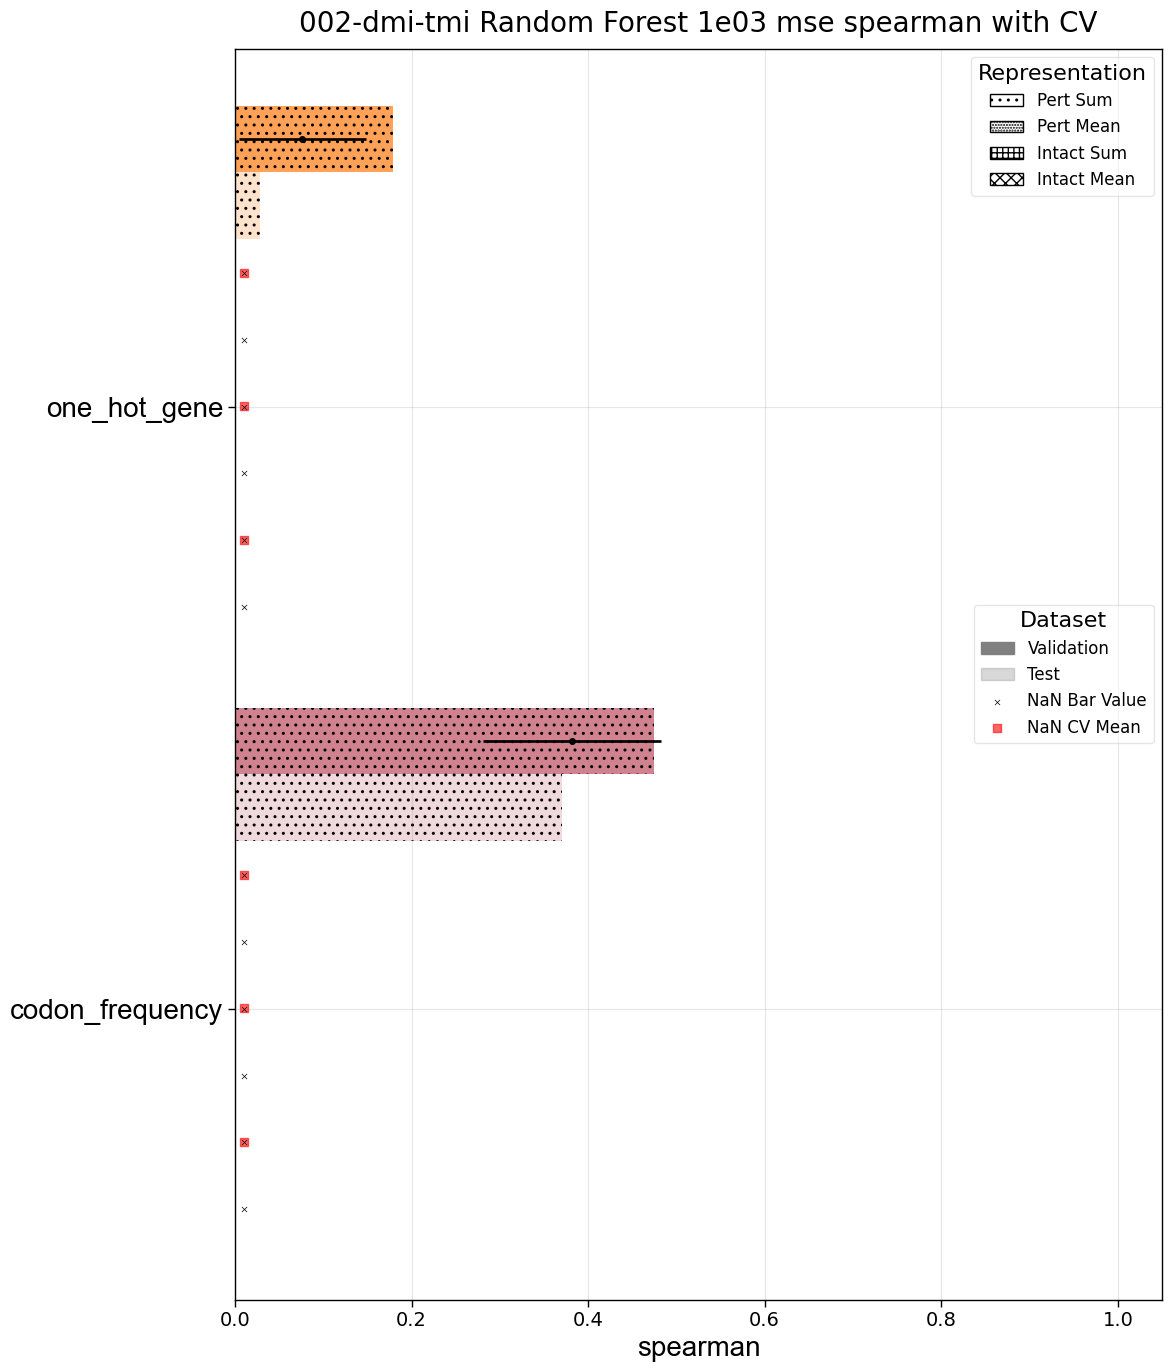 002-dmi-tmi Random Forest 1e03 mse spearman with CV
Representation
Pert Sum
Pert Mean
Intact Sum
Intact Mean
one_hot_gene
Dataset
Validation
Test
NaN Bar Value
NaN CV Mean
codon_frequency
0.0 0.2 0.4 0.6 0.8 1.0
spearman